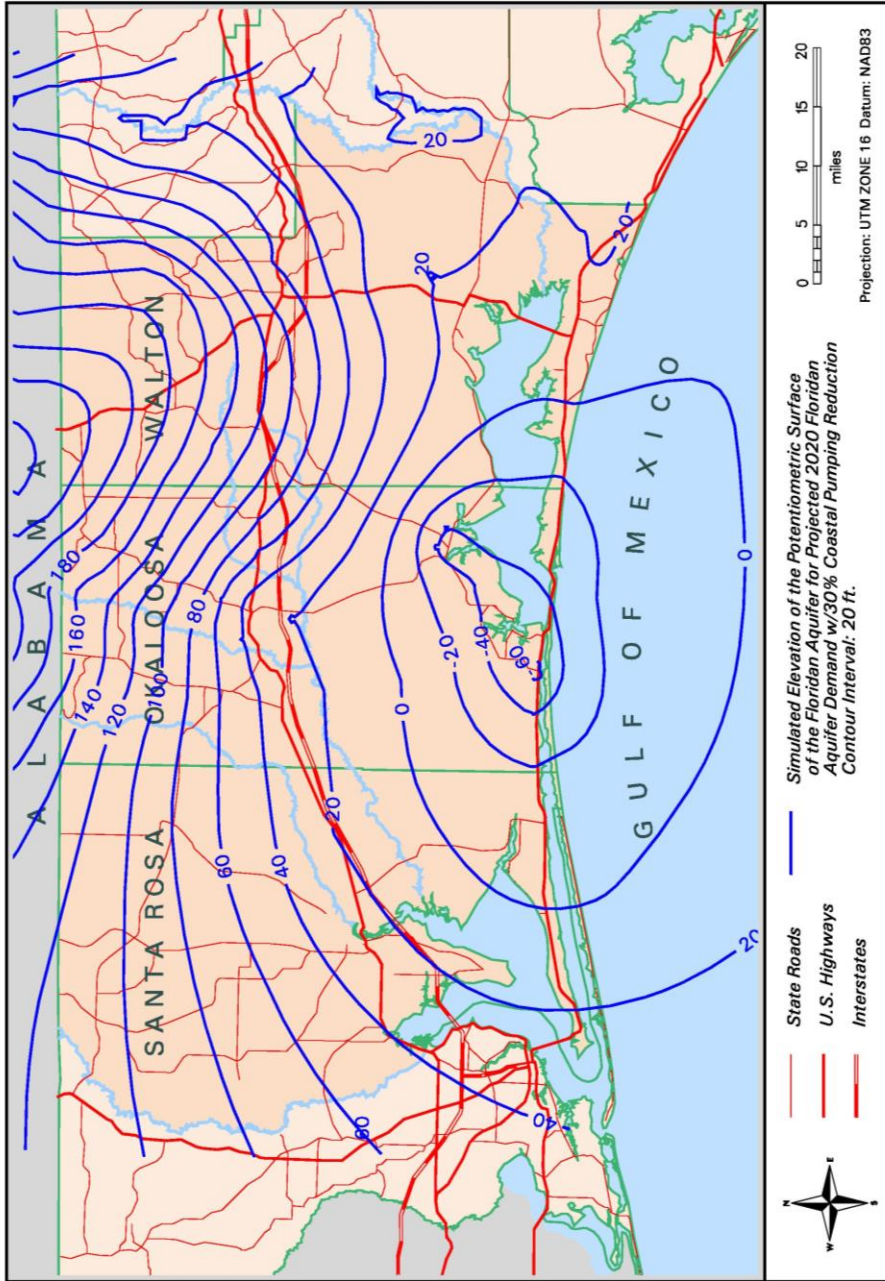 A L A B A M A
SANTA ROSA
OKALOOSA
WALTON
GULF OF MEXICO
180
160
140
120
100
80
60
40
20
0
-20
-40
-60
60
40
20
0
20
20
20
20
State Roads
U.S. Highways
Interstates
Simulated Elevation of the Potentiometric Surface
of the Floridan Aquifer for Projected 2020 Floridan
Aquifer Demand w/30% Coastal Pumping Reduction
Contour Interval: 20 ft.
0 5 10 15 20
miles
Projection: UTM ZONE 16 Datum: NAD83
N
W E
S